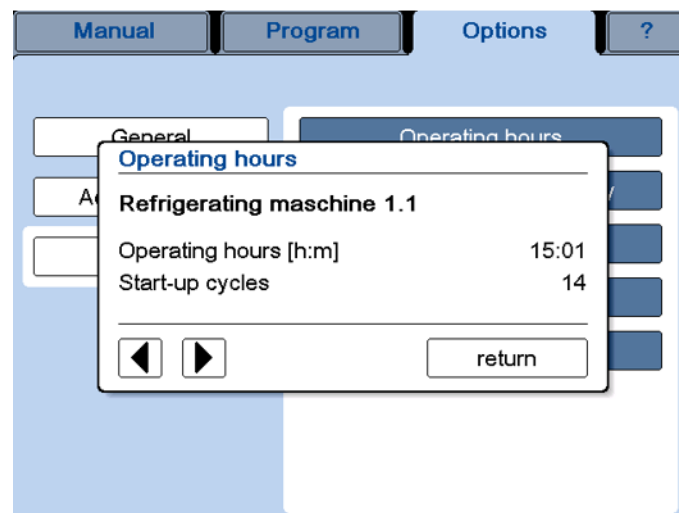 Manual Program Options ?
General Operating hours
Operating hours
Refrigerating maschine 1.1
Operating hours [h:m] 15:01
Start-up cycles 14
return